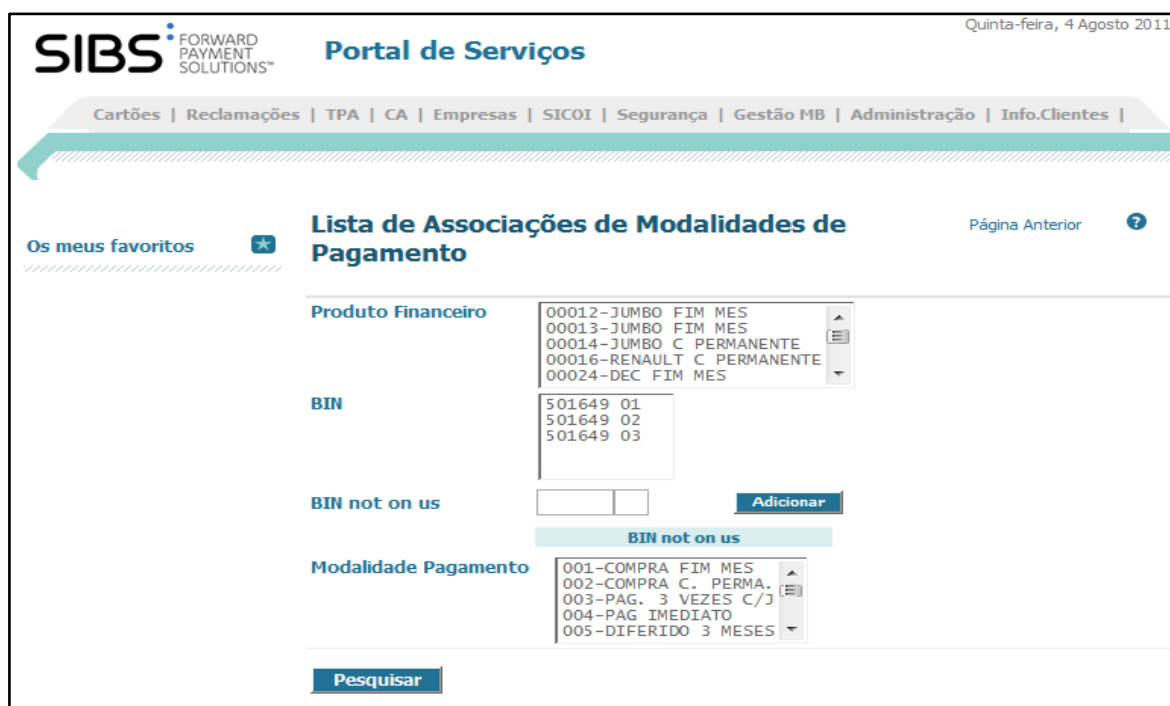 Quinta-feira, 4 Agosto 2011
SIBS FORWARD
PAYMENT
SOLUTIONS™
Portal de Serviços
Cartões | Reclamações | TPA | CA | Empresas | SICOI | Segurança | Gestão MB | Administração | Info.Clientes |
Os meus favoritos
Lista de Associações de Modalidades de
Pagamento
Página Anterior ?
Produto Financeiro
00012-JUMBO FIM MES
00013-JUMBO FIM MES
00014-JUMBO C PERMANENTE
00016-RENAULT C PERMANENTE
00024-DEC FIM MES
BIN
501649 01
501649 02
501649 03
BIN not on us
Adicionar
BIN not on us
Modalidade Pagamento
001-COMPRA FIM MES
002-COMPRA C. PERMA.
003-PAG. 3 VEZES C/J
004-PAG IMEDIATO
005-DIFERIDO 3 MESES
Pesquisar